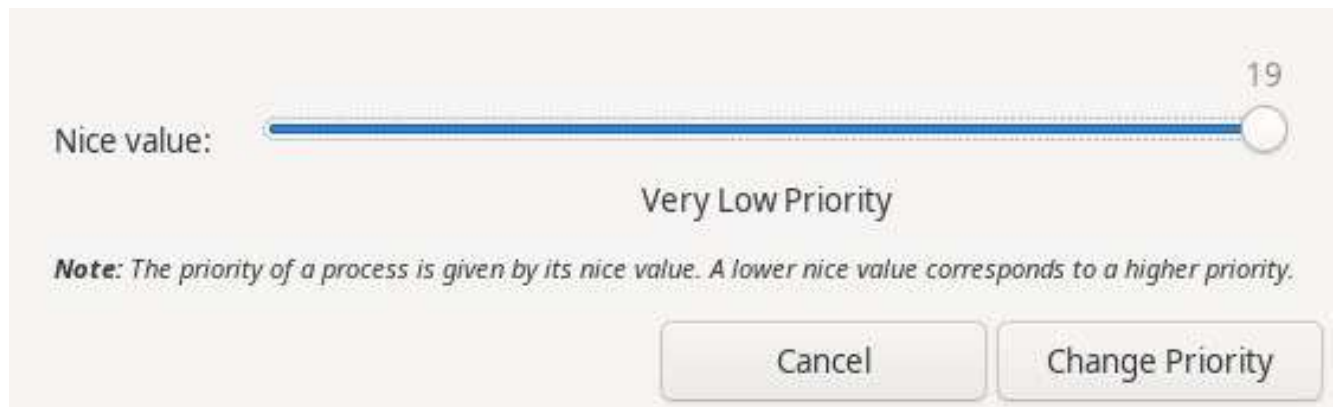 19
Nice value:
Very Low Priority
Note: The priority of a process is given by its nice value. A lower nice value corresponds to a higher priority.
Cancel Change Priority